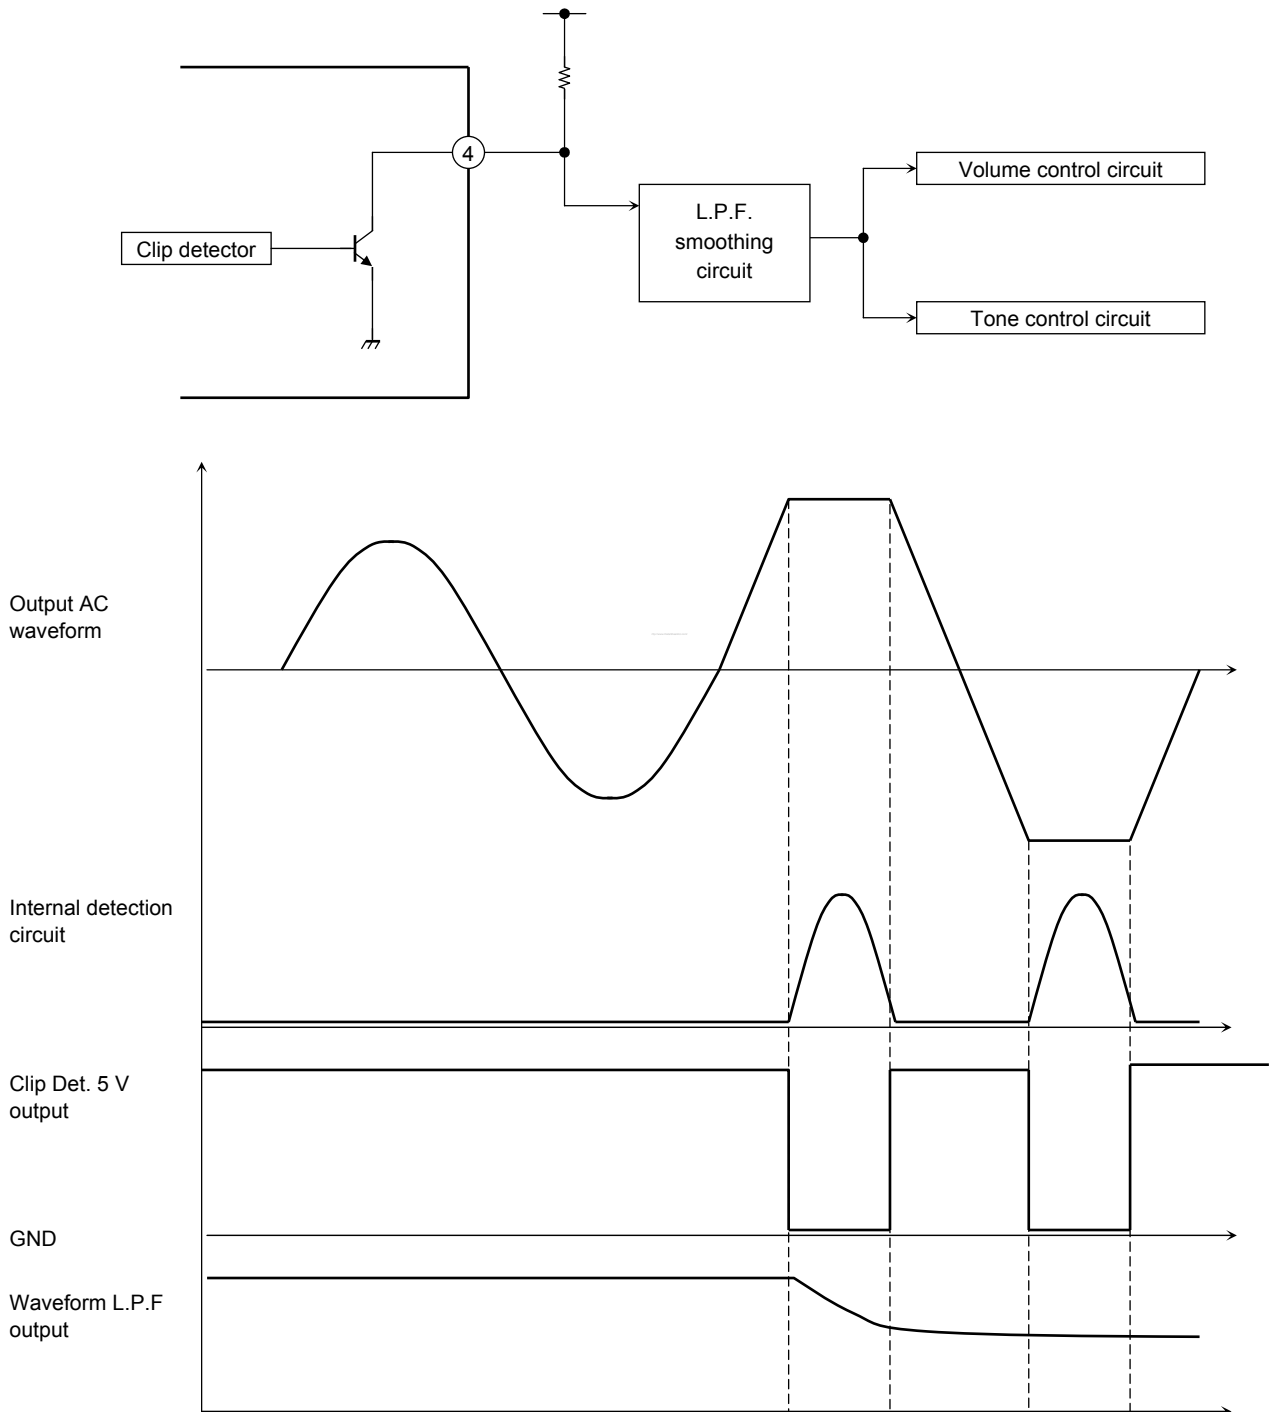 4
Volume control circuit
L.P.F.
smoothing
circuit
Clip detector
Tone control circuit
Output AC
waveform
Internal detection
circuit
Clip Det. 5 V
output
GND
Waveform L.P.F
output